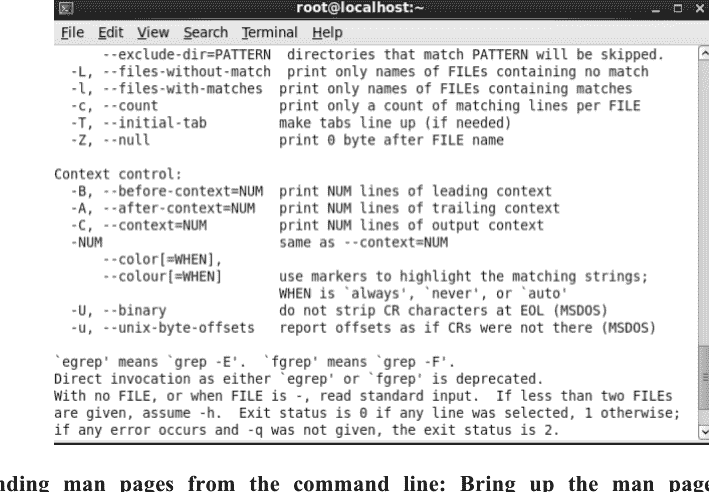 root@localhost:~
File Edit View Search Terminal Help
      --exclude-dir=PATTERN  directories that match PATTERN will be skipped.
  -L, --files-without-match  print only names of FILEs containing no match
  -l, --files-with-matches  print only names of FILEs containing matches
  -c, --count               print only a count of matching lines per FILE
  -T, --initial-tab         make tabs line up (if needed)
  -Z, --null                print 0 byte after FILE name

Context control:
  -B, --before-context=NUM  print NUM lines of leading context
  -A, --after-context=NUM   print NUM lines of trailing context
  -C, --context=NUM         print NUM lines of output context
  -NUM                      same as --context=NUM
      --color[=WHEN],
      --colour[=WHEN]       use markers to highlight the matching strings;
                            WHEN is `always', `never', or `auto'
  -U, --binary              do not strip CR characters at EOL (MSDOS)
  -u, --unix-byte-offsets   report offsets as if CRs were not there (MSDOS)

`egrep' means `grep -E'.  `fgrep' means `grep -F'.
Direct invocation as either `egrep' or `fgrep' is deprecated.
With no FILE, or when FILE is -, read standard input.  If less than two FILEs
are given, assume -h.  Exit status is 0 if any line was selected, 1 otherwise;
if any error occurs and -q was not given, the exit status is 2.
nding man pages from the command line: Bring up the man page